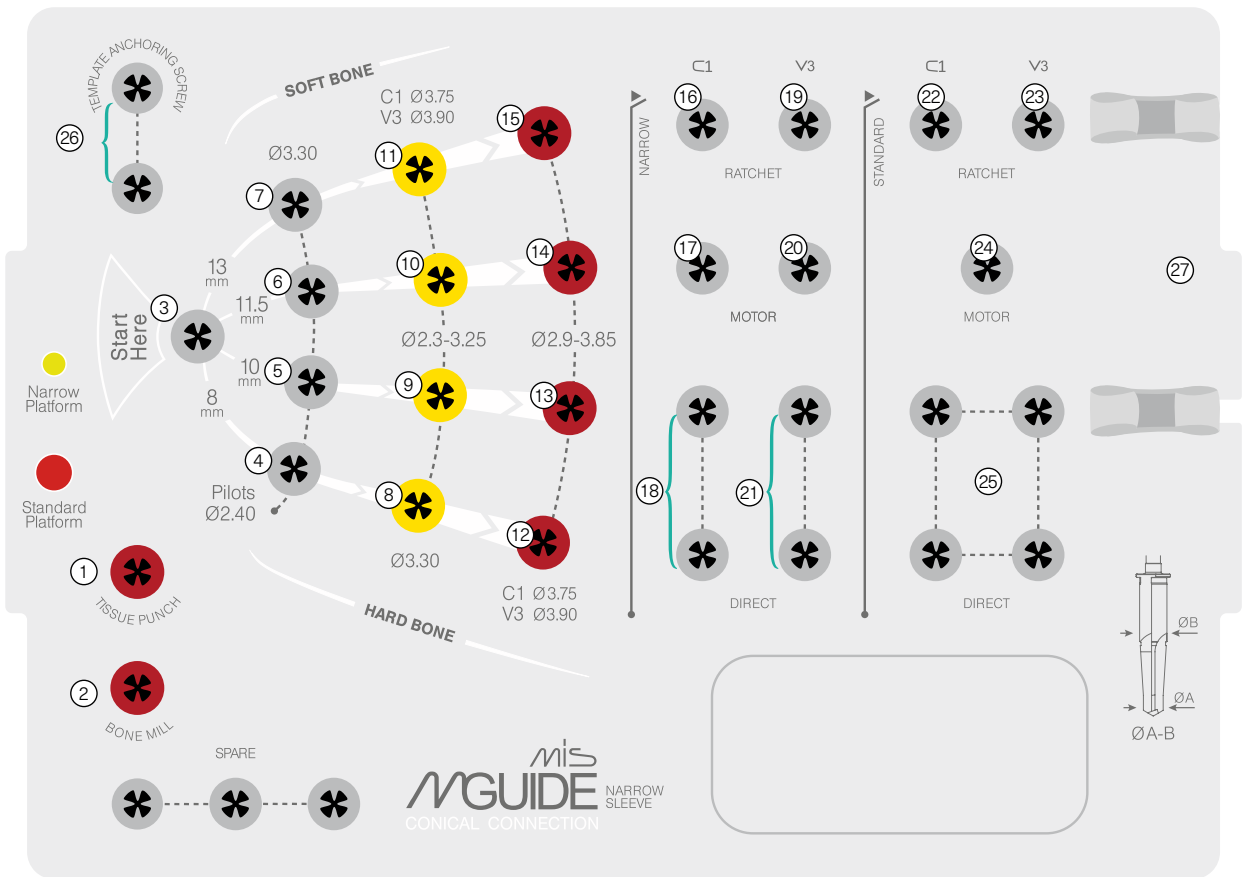 TEMPLATE ANCHORING SCREW
26
SOFT BONE
C1 Ø3.75
V3 Ø3.90
15
11
Ø3.30
7
14
10
6
13
mm
11.5
mm
3
Start
Here
Ø2.3-3.25
Ø2.9-3.85
10
mm
5
9
13
8
mm
Narrow
Platform
4
8
12
Pilots
Ø2.40
Standard
Platform
Ø3.30
C1 Ø3.75
V3 Ø3.90
HARD BONE
1
TISSUE PUNCH
2
BONE MILL
SPARE
mis
MGUIDE
NARROW
SLEEVE
CONICAL CONNECTION
NARROW
C1
V3
16
19
RATCHET
17
20
MOTOR
18
21
DIRECT
STANDARD
C1
V3
22
23
RATCHET
24
MOTOR
27
25
DIRECT
ØB
ØA
ØA-B